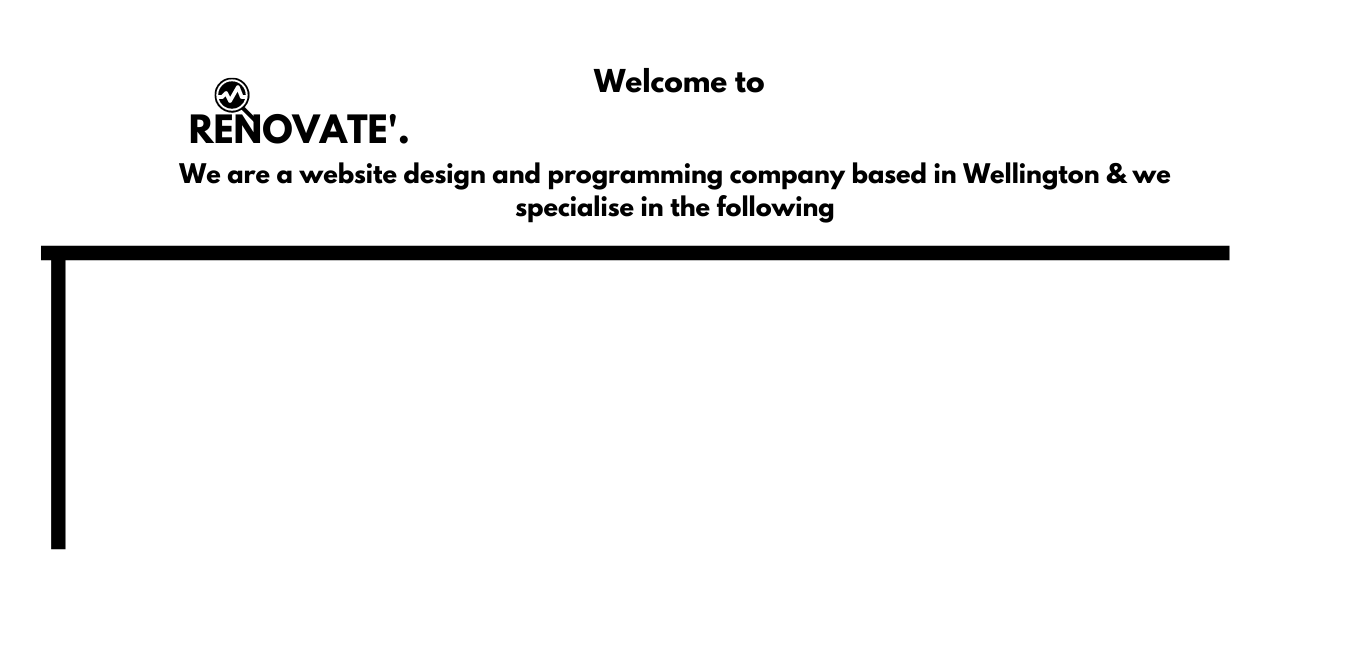 Welcome to
RENOVATE'.
We are a website design and programming company based in Wellington & we
specialise in the following